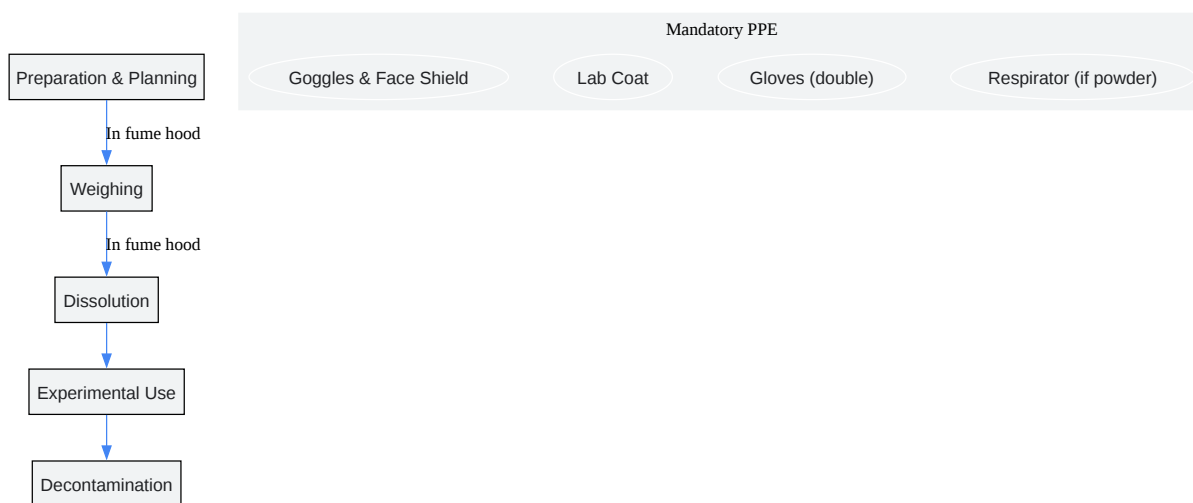 Mandatory PPE
Goggles & Face Shield
Lab Coat
Gloves (double)
Respirator (if powder)
Preparation & Planning
In fume hood
Weighing
In fume hood
Dissolution
Experimental Use
Decontamination